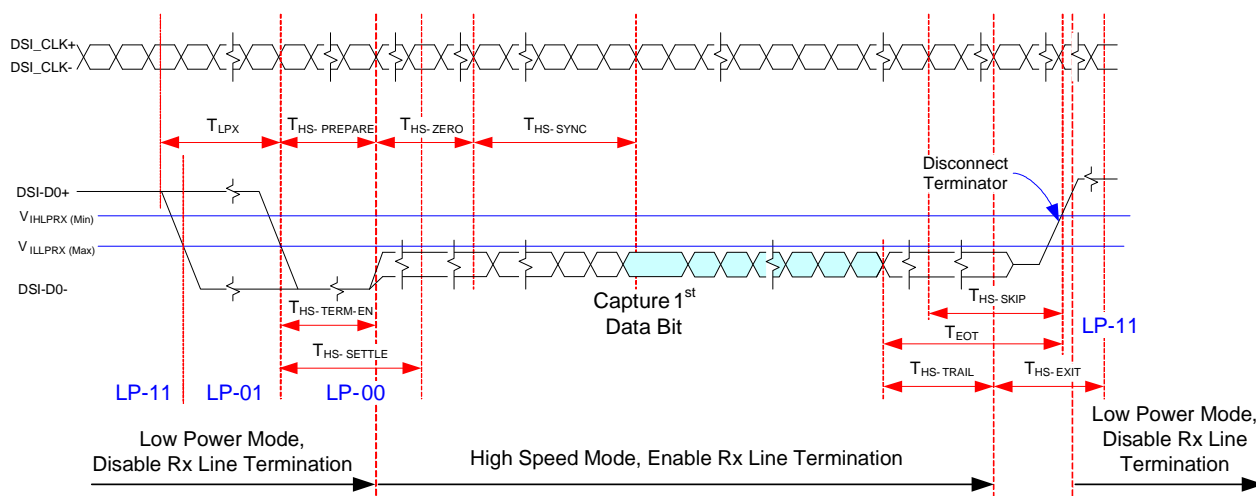 DSI_CLK+
DSI_CLK-
TLPX
THS-PREPARE
THS-ZERO
THS-SYNC
Disconnect
Terminator
DSI-D0+
VIHLPRX (Min)
VILLPRX (Max)
DSI-D0-
Capture 1st
Data Bit
THS-TERM-EN
THS-SETTLE
THS-SKIP
TEOT
THS-TRAIL
THS-EXIT
LP-11
LP-11
LP-01
LP-00
Low Power Mode,
Disable Rx Line Termination
High Speed Mode, Enable Rx Line Termination
Low Power Mode,
Disable Rx Line
Termination